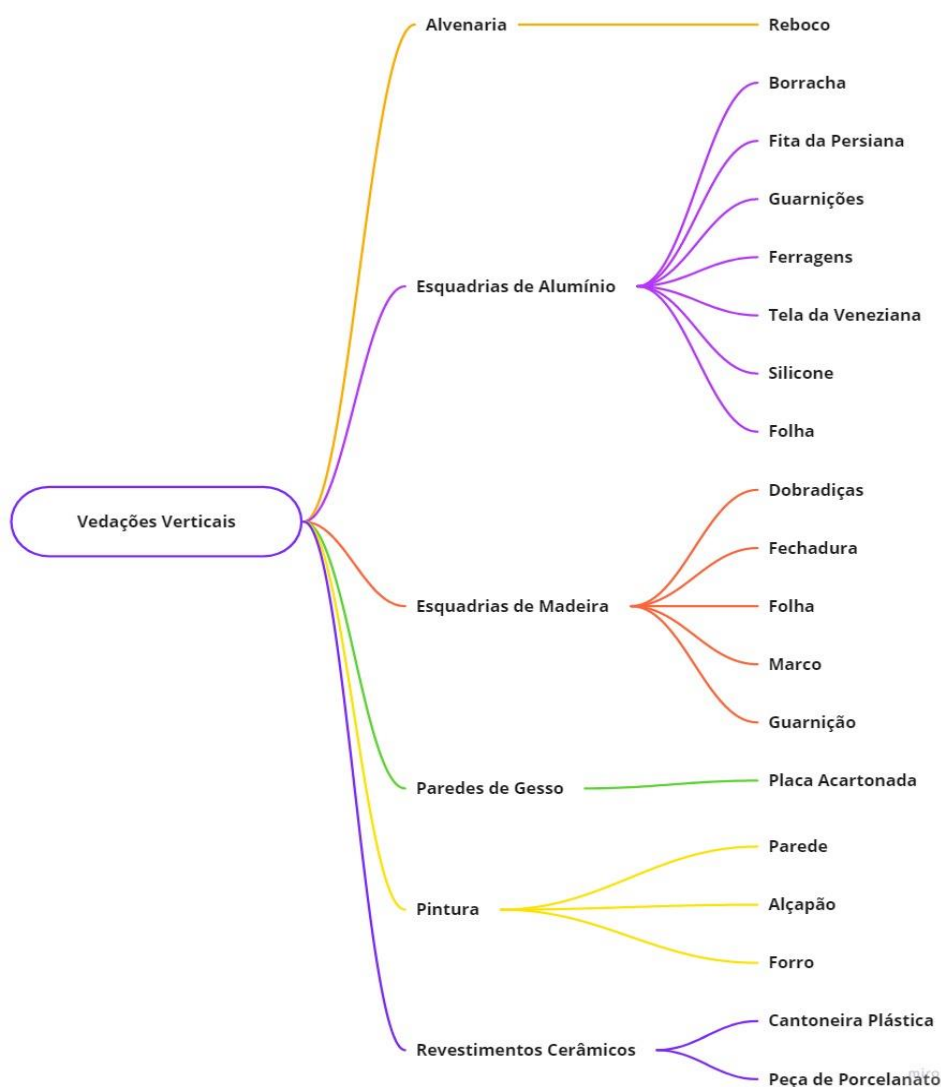 Vedações Verticais
Alvenaria
Reboco
Esquadrias de Alumínio
Borracha
Fita da Persiana
Guarnições
Ferragens
Tela da Veneziana
Silicone
Folha
Esquadrias de Madeira
Dobradiças
Fechadura
Folha
Marco
Guarnição
Paredes de Gesso
Placa Acartonada
Pintura
Parede
Alçapão
Forro
Revestimentos Cerâmicos
Cantoneira Plástica
Peça de Porcelanato
miro